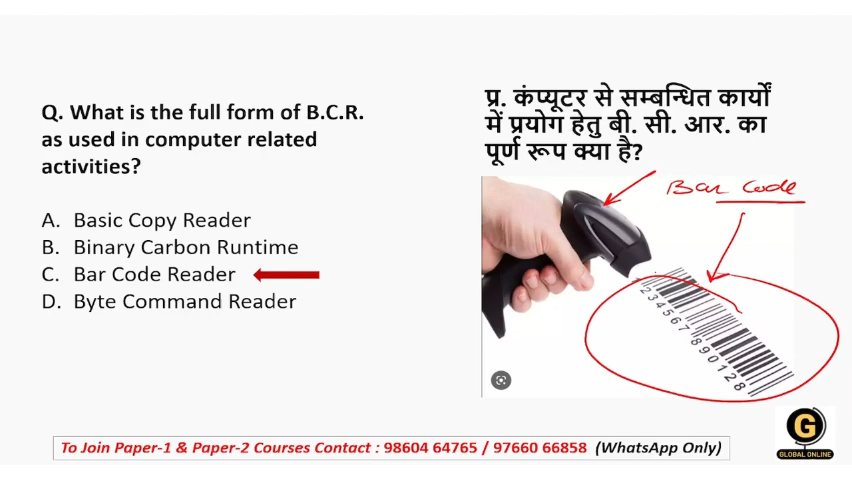 Q. What is the full form of B.C.R.
as used in computer related
activities?
A. Basic Copy Reader
B. Binary Carbon Runtime
C. Bar Code Reader
D. Byte Command Reader
प्र. कंप्यूटर से सम्बन्धित कार्यों
में प्रयोग हेतु बी. सी. आर. का
पूर्ण रूप क्या है?
Bar Code
1234567890128
To Join Paper-1 & Paper-2 Courses Contact : 98604 64765 / 97660 66858 (WhatsApp Only)
G
GLOBAL ONLINE